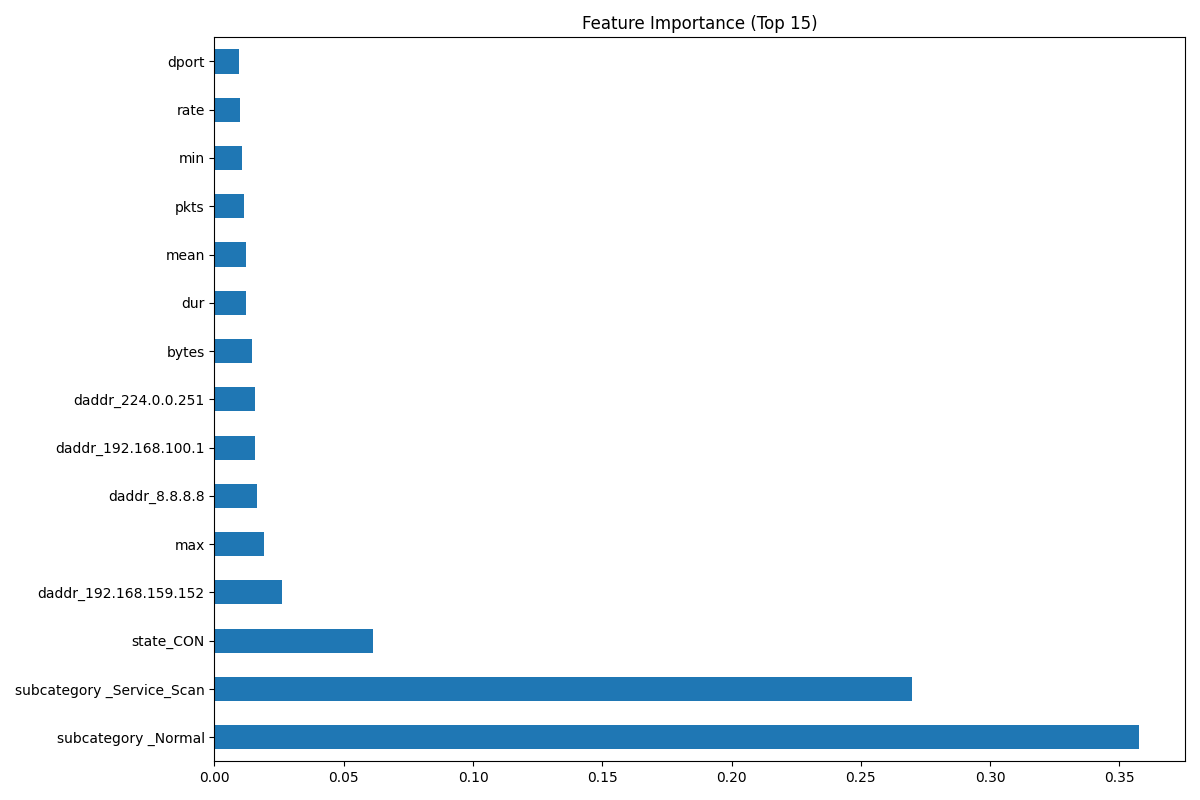 Feature Importance (Top 15)
dport
rate
min
pkts
mean
dur
bytes
daddr_224.0.0.251
daddr_192.168.100.1
daddr_8.8.8.8
max
daddr_192.168.159.152
state_CON
subcategory _Service_Scan
subcategory _Normal
0.00 0.05 0.10 0.15 0.20 0.25 0.30 0.35